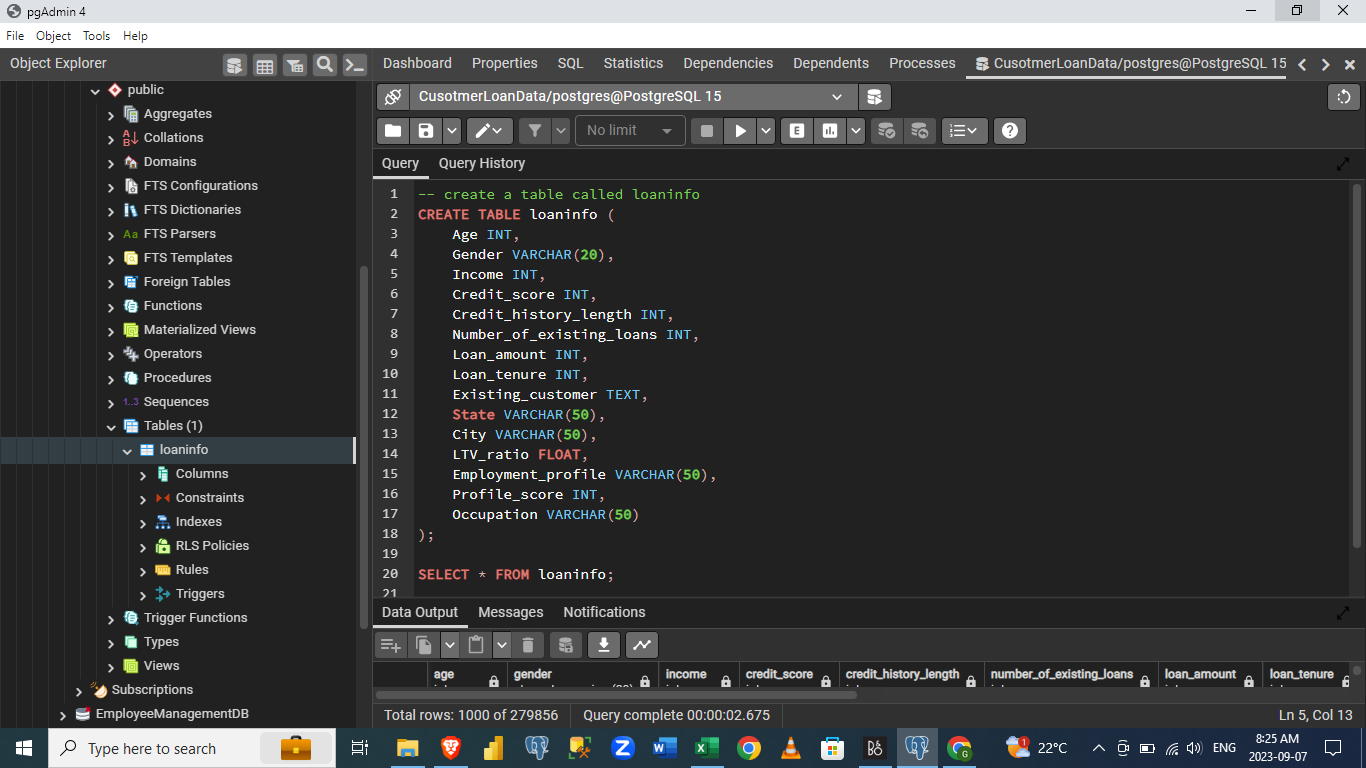 pgAdmin 4
File Object Tools Help
Object Explorer
Dashboard Properties SQL Statistics Dependencies Dependents Processes CusotmerLoanData/postgres@PostgreSQL 15
public
Aggregates
Collations
Domains
FTS Configurations
FTS Dictionaries
Aa FTS Parsers
FTS Templates
Foreign Tables
Functions
Materialized Views
Operators
Procedures
1..3 Sequences
Tables (1)
loaninfo
Columns
Constraints
Indexes
RLS Policies
Rules
Triggers
Trigger Functions
Types
Views
Subscriptions
EmployeeManagementDB
CusotmerLoanData/postgres@PostgreSQL 15
No limit
E
Query Query History
1 -- create a table called loaninfo
2 CREATE TABLE loaninfo (
3 Age INT,
4 Gender VARCHAR(20),
5 Income INT,
6 Credit_score INT,
7 Credit_history_length INT,
8 Number_of_existing_loans INT,
9 Loan_amount INT,
10 Loan_tenure INT,
11 Existing_customer TEXT,
12 State VARCHAR(50),
13 City VARCHAR(50),
14 LTV_ratio FLOAT,
15 Employment_profile VARCHAR(50),
16 Profile_score INT,
17 Occupation VARCHAR(50)
18 );
19
20 SELECT * FROM loaninfo;
21
Data Output Messages Notifications
age gender income credit_score credit_history_length number_of_existing_loans loan_amount loan_tenure
Total rows: 1000 of 279856 Query complete 00:00:02.675 Ln 5, Col 13
Type here to search
22°C ENG 8:25 AM
2023-09-07